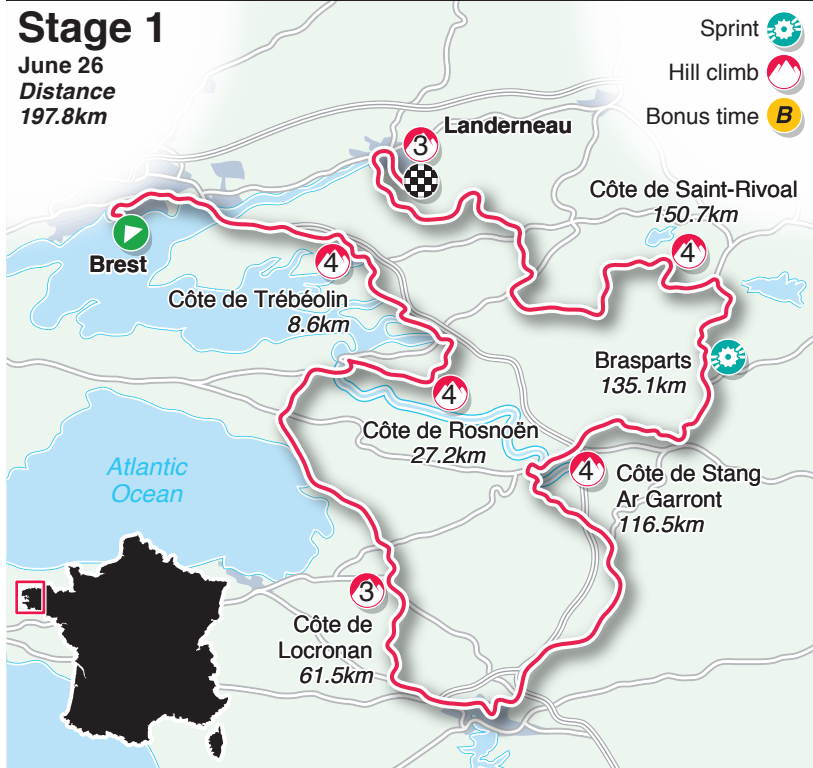 Stage 1
June 26
Distance
197.8km
Sprint
Hill climb
Bonus time B
3
Landerneau
Côte de Saint-Rivoal
150.7km
4
Brest
4
Côte de Trébéolin
8.6km
Brasparts
135.1km
4
Côte de Rosnoën
27.2km
4
Côte de Stang
Ar Garront
116.5km
Atlantic
Ocean
3
Côte de
Locronan
61.5km